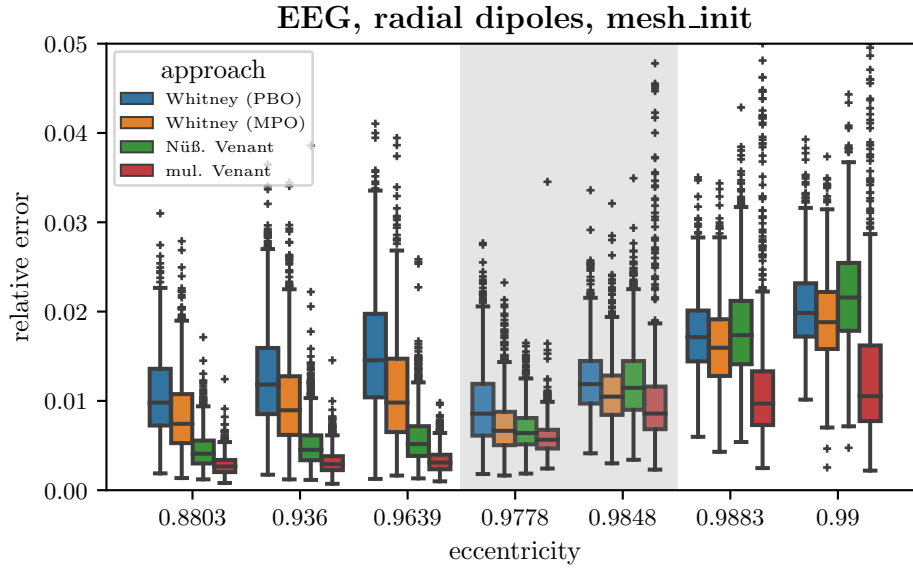 EEG, radial dipoles, mesh_init
0.05
0.04
0.03
0.02
0.01
0.00
relative error
approach
Whitney (PBO)
Whitney (MPO)
Nüß. Venant
mul. Venant
0.8803 0.936 0.9639 0.9778 0.9848 0.9883 0.99
eccentricity